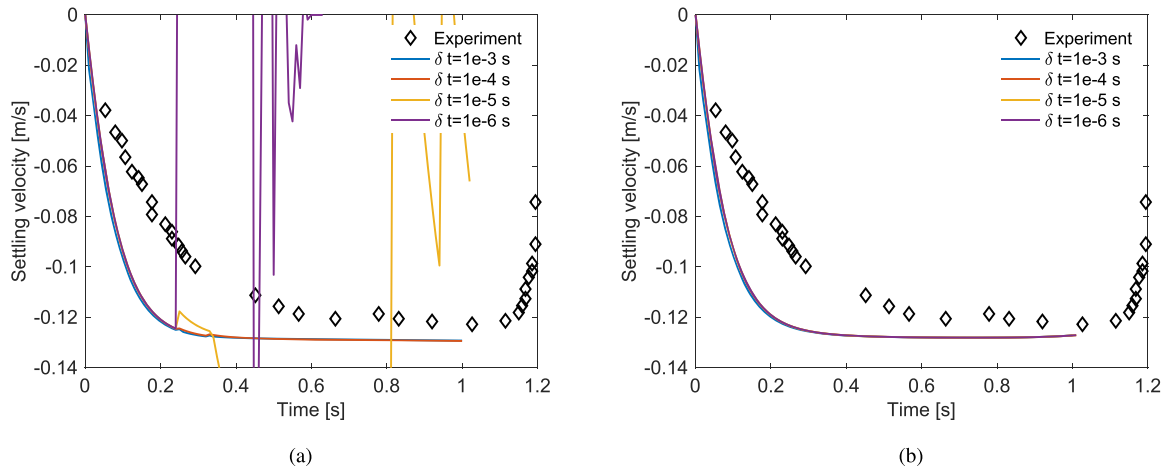 0
-0.02
-0.04
-0.06
-0.08
-0.1
-0.12
-0.14
Settling velocity [m/s]
0 0.2 0.4 0.6 0.8 1 1.2
Time [s]
Experiment
δ t=1e-3 s
δ t=1e-4 s
δ t=1e-5 s
δ t=1e-6 s
(a)
0
-0.02
-0.04
-0.06
-0.08
-0.1
-0.12
-0.14
Settling velocity [m/s]
0 0.2 0.4 0.6 0.8 1 1.2
Time [s]
Experiment
δ t=1e-3 s
δ t=1e-4 s
δ t=1e-5 s
δ t=1e-6 s
(b)